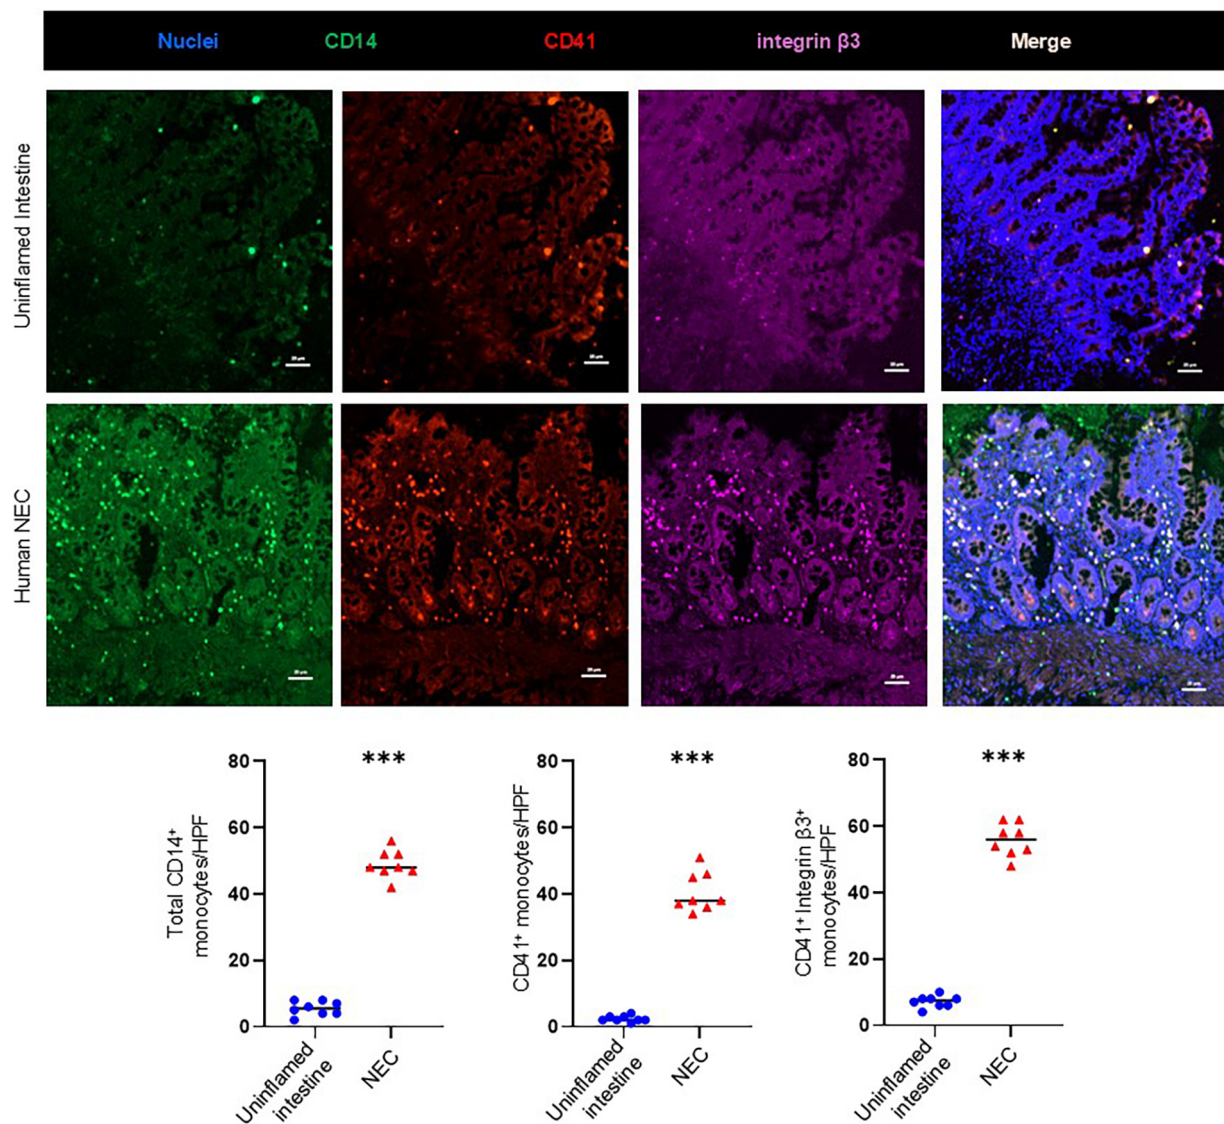 Nuclei CD14 CD41 integrin β3 Merge
Uninflamed Intestine
Human NEC
*** *** ***
80 80 80
60 60 60
40 40 40
20 20 20
0 0 0
Total CD14⁺
monocytes/HPF
CD41⁺ monocytes/HPF
CD41⁺ Integrin β3⁺
monocytes/HPF
Uninflamed
intestine
NEC
Uninflamed
intestine
NEC
Uninflamed
intestine
NEC